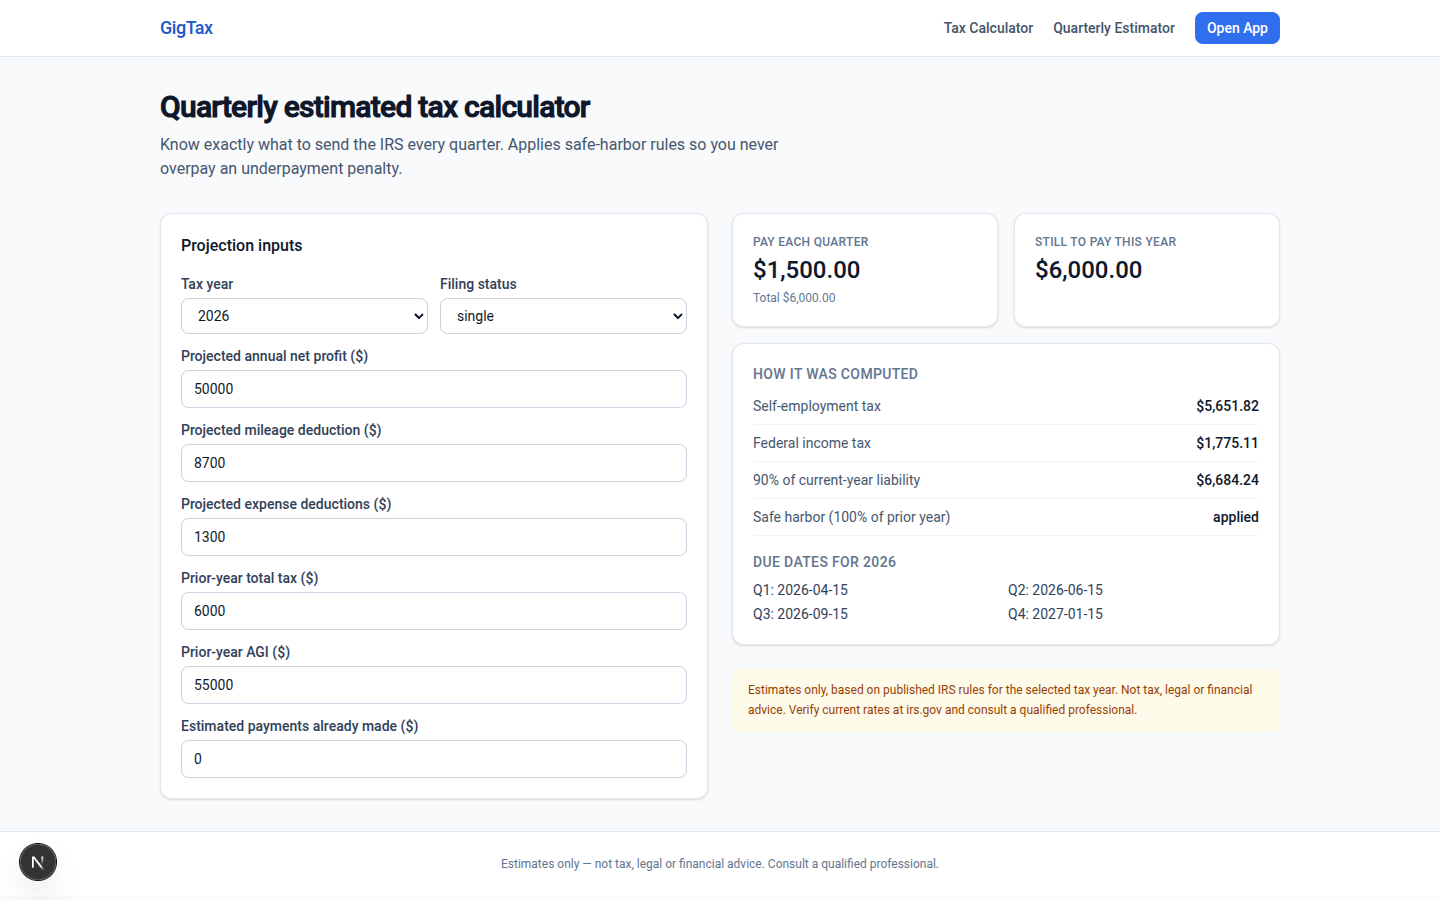 GigTax
Tax Calculator
Quarterly Estimator
Open App
Quarterly estimated tax calculator
Know exactly what to send the IRS every quarter. Applies safe-harbor rules so you never
overpay an underpayment penalty.
Projection inputs
Tax year
Filing status
2026
single
Projected annual net profit ($)
50000
Projected mileage deduction ($)
8700
Projected expense deductions ($)
1300
Prior-year total tax ($)
6000
Prior-year AGI ($)
55000
Estimated payments already made ($)
0
PAY EACH QUARTER
$1,500.00
Total $6,000.00
STILL TO PAY THIS YEAR
$6,000.00
HOW IT WAS COMPUTED
Self-employment tax $5,651.82
Federal income tax $1,775.11
90% of current-year liability $6,684.24
Safe harbor (100% of prior year) applied
DUE DATES FOR 2026
Q1: 2026-04-15 Q2: 2026-06-15
Q3: 2026-09-15 Q4: 2027-01-15
Estimates only, based on published IRS rules for the selected tax year. Not tax, legal or financial
advice. Verify current rates at irs.gov and consult a qualified professional.
N
Estimates only — not tax, legal or financial advice. Consult a qualified professional.